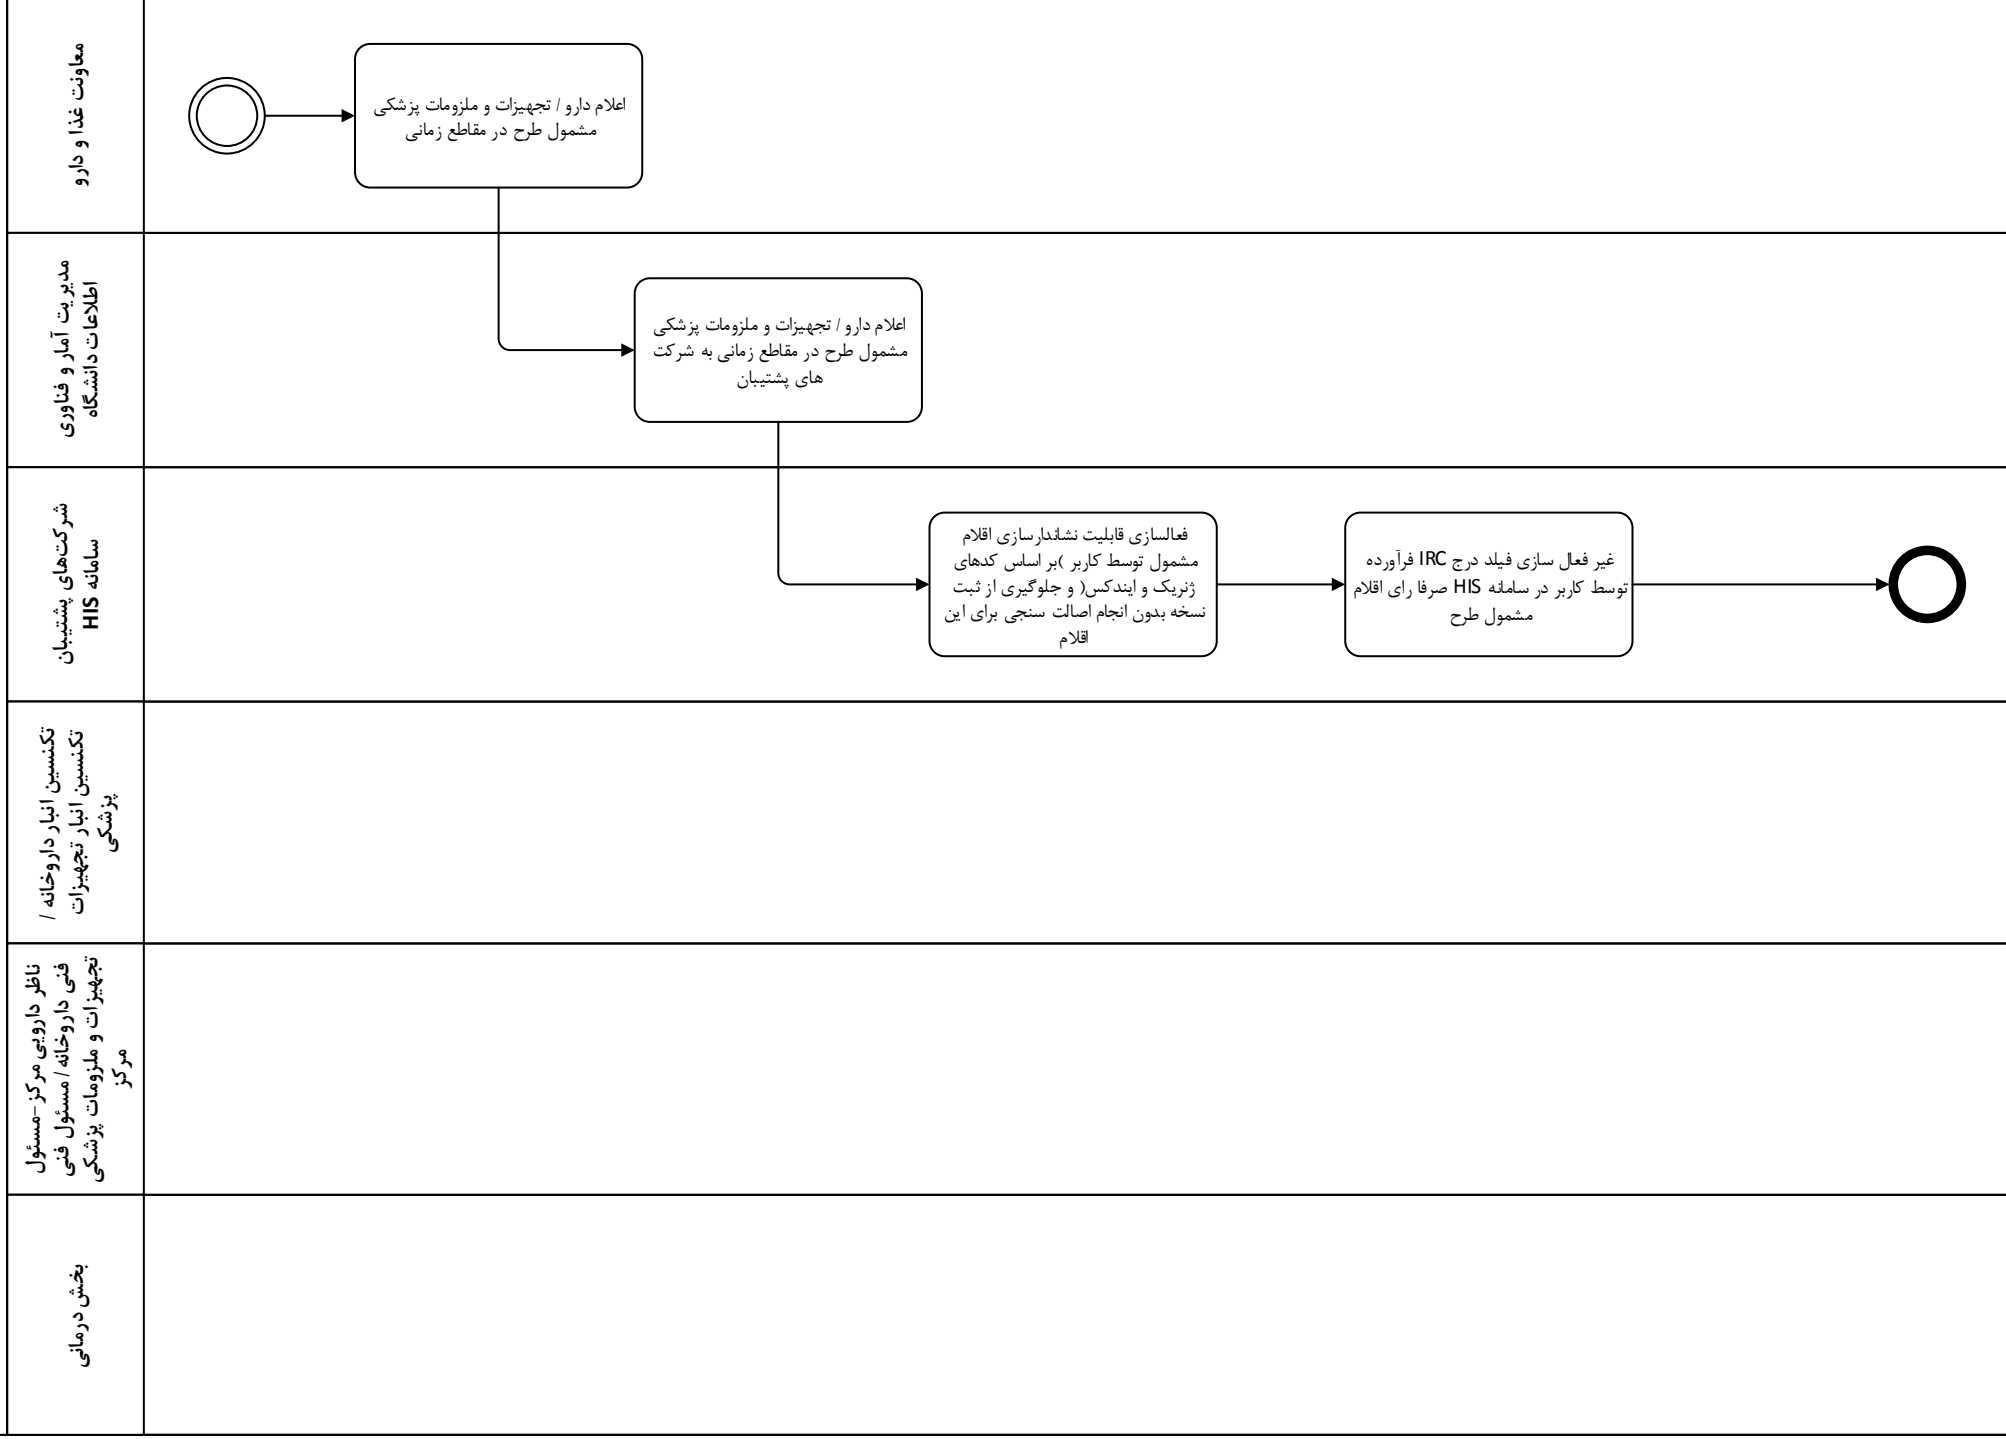 معاونت غذا و دارو
اعلام دارو / تجهیزات و ملزومات پزشکی
مشمول طرح در مقاطع زمانی
مدیریت آمار و فناوری
اطلاعات دانشگاه
اعلام دارو / تجهیزات و ملزومات پزشکی
مشمول طرح در مقاطع زمانی به شرکت
های پشتیبان
شرکت‌های پشتیبان
سامانه HIS
فعالسازی قابلیت نشاندارسازی اقلام
مشمول توسط کاربر )بر اساس کدهای
ژنریک و ایندکس( و جلوگیری از ثبت
نسخه بدون انجام اصالت سنجی برای این
اقلام
غیر فعال سازی فیلد درج IRC فرآورده
توسط کاربر در سامانه HIS صرفا رای اقلام
مشمول طرح
تکنسین انبار داروخانه /
تکنسین انبار تجهیزات
پزشکی
ناظر دارویی مرکز –مسئول
فنی داروخانه / مسئول فنی
تجهیزات و ملزومات پزشکی
مرکز
بخش درمانی